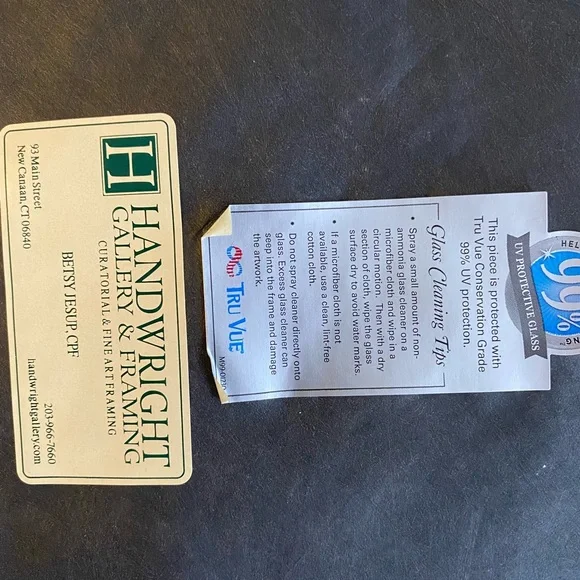 H
HANDWRIGHT
GALLERY & FRAMING
CURATORIAL & FINE ART FRAMING
BETSY JESUP, CPF
93 Main Street
New Canaan, CT 06840
203-966-7660
handwrightgallery.com
99%
UV PROTECTIVE GLASS
This piece is protected with
Tru Vue Conservation Grade
99% UV protection.
Glass Cleaning Tips
• Spray a small amount of non-
ammonia glass cleaner on a
microfiber cloth and wipe in a
circular motion. Then with a dry
section of cloth, wipe the glass
surface dry to avoid water marks.
• If a microfiber cloth is not
available, use a clean, lint-free
cotton cloth.
• Do not spray cleaner directly onto
glass. Excess glass cleaner can
seep into the frame and damage
the artwork.
TRU VUE